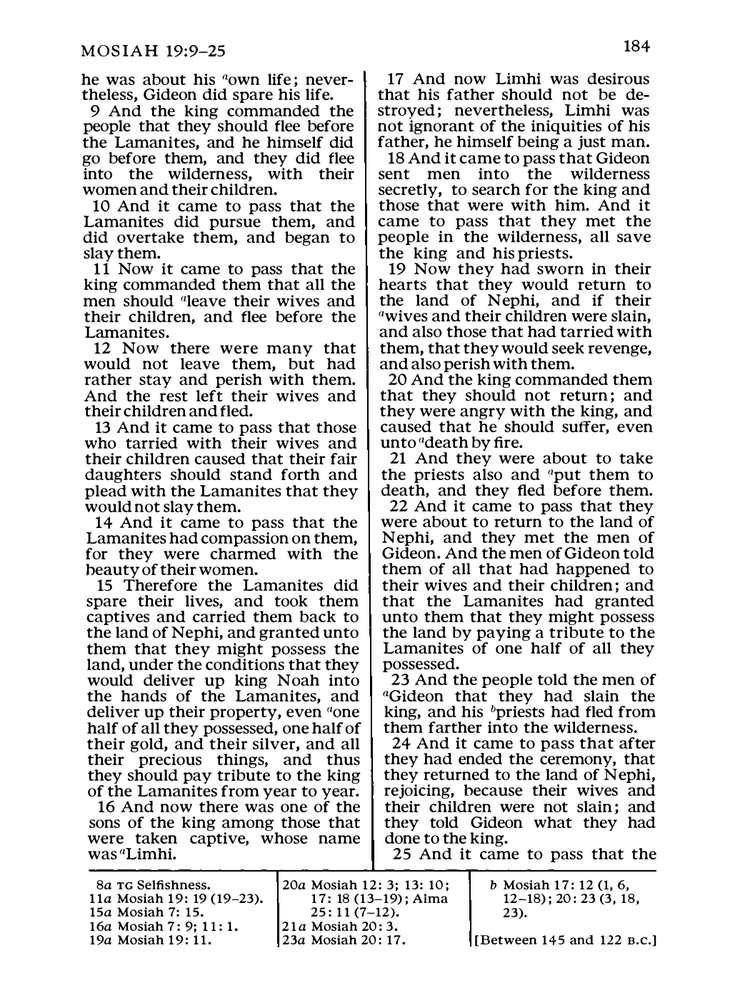 MOSIAH 19:9–25
184
he was about his aown life; never-
theless, Gideon did spare his life.
9 And the king commanded the
people that they should flee before
the Lamanites, and he himself did
go before them, and they did flee
into the wilderness, with their
women and their children.
10 And it came to pass that the
Lamanites did pursue them, and
did overtake them, and began to
slay them.
11 Now it came to pass that the
king commanded them that all the
men should aleave their wives and
their children, and flee before the
Lamanites.
12 Now there were many that
would not leave them, but had
rather stay and perish with them.
And the rest left their wives and
their children and fled.
13 And it came to pass that those
who tarried with their wives and
their children caused that their fair
daughters should stand forth and
plead with the Lamanites that they
would not slay them.
14 And it came to pass that the
Lamanites had compassion on them,
for they were charmed with the
beauty of their women.
15 Therefore the Lamanites did
spare their lives, and took them
captives and carried them back to
the land of Nephi, and granted unto
them that they might possess the
land, under the conditions that they
would deliver up king Noah into
the hands of the Lamanites, and
deliver up their property, even aone
half of all they possessed, one half of
their gold, and their silver, and all
their precious things, and thus
they should pay tribute to the king
of the Lamanites from year to year.
16 And now there was one of the
sons of the king among those that
were taken captive, whose name
was aLimhi.
17 And now Limhi was desirous
that his father should not be de-
stroyed; nevertheless, Limhi was
not ignorant of the iniquities of his
father, he himself being a just man.
18 And it came to pass that Gideon
sent men into the wilderness
secretly, to search for the king and
those that were with him. And it
came to pass that they met the
people in the wilderness, all save
the king and his priests.
19 Now they had sworn in their
hearts that they would return to
the land of Nephi, and if their
awives and their children were slain,
and also those that had tarried with
them, that they would seek revenge,
and also perish with them.
20 And the king commanded them
that they should not return; and
they were angry with the king, and
caused that he should suffer, even
unto adeath by fire.
21 And they were about to take
the priests also and aput them to
death, and they fled before them.
22 And it came to pass that they
were about to return to the land of
Nephi, and they met the men of
Gideon. And the men of Gideon told
them of all that had happened to
their wives and their children; and
that the Lamanites had granted
unto them that they might possess
the land by paying a tribute to the
Lamanites of one half of all they
possessed.
23 And the people told the men of
aGideon that they had slain the
king, and his bpriests had fled from
them farther into the wilderness.
24 And it came to pass that after
they had ended the ceremony, that
they returned to the land of Nephi,
rejoicing, because their wives and
their children were not slain; and
they told Gideon what they had
done to the king.
25 And it came to pass that the
8a TG Selfishness.
11a Mosiah 19: 19 (19–23).
15a Mosiah 7: 15.
16a Mosiah 7: 9; 11: 1.
19a Mosiah 19: 11.
20a Mosiah 12: 3; 13: 10;
17: 18 (13–19); Alma
25: 11 (7–12).
21a Mosiah 20: 3.
23a Mosiah 20: 17.
b Mosiah 17: 12 (1, 6,
12–18); 20: 23 (3, 18,
23).
[Between 145 and 122 B.C.]